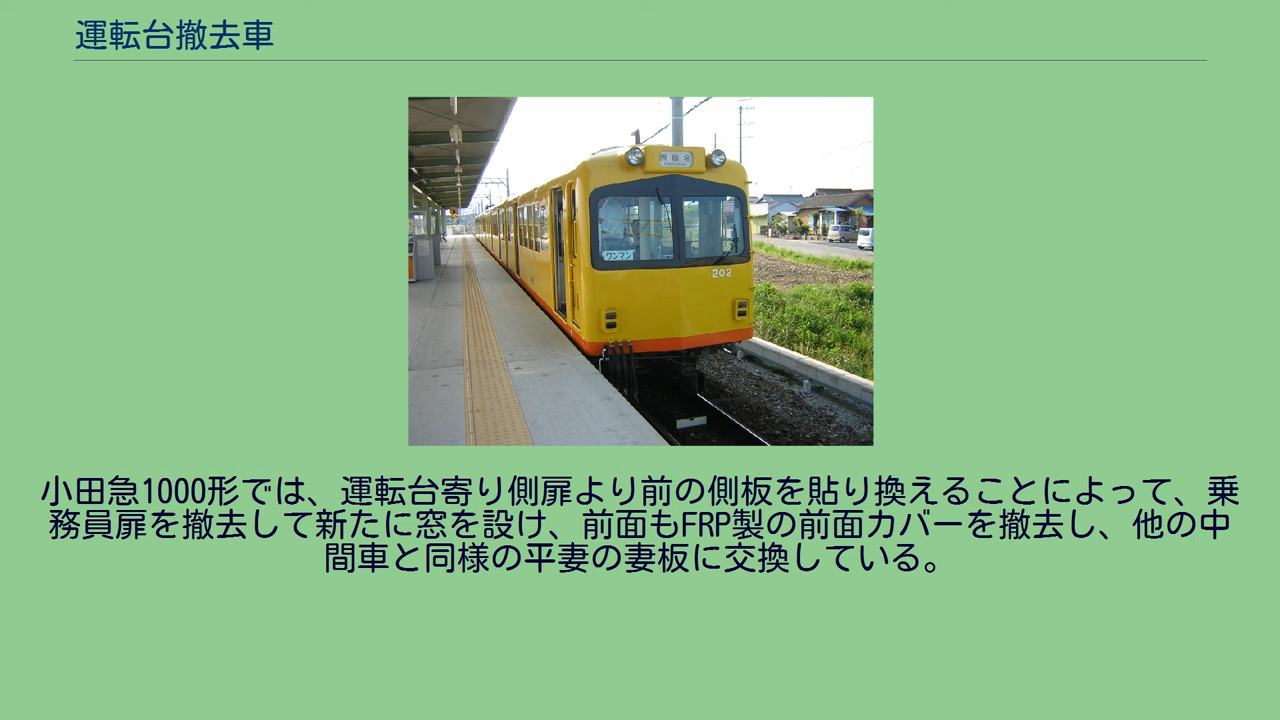 運転台撤去車
西桑名
ワンマン
202
小田急1000形では、運転台寄り側扉より前の側板を貼り換えることによって、乗
務員扉を撤去して新たに窓を設け、前面もFRP製の前面カバーを撤去し、他の中
間車と同様の平妻の妻板に交換している。